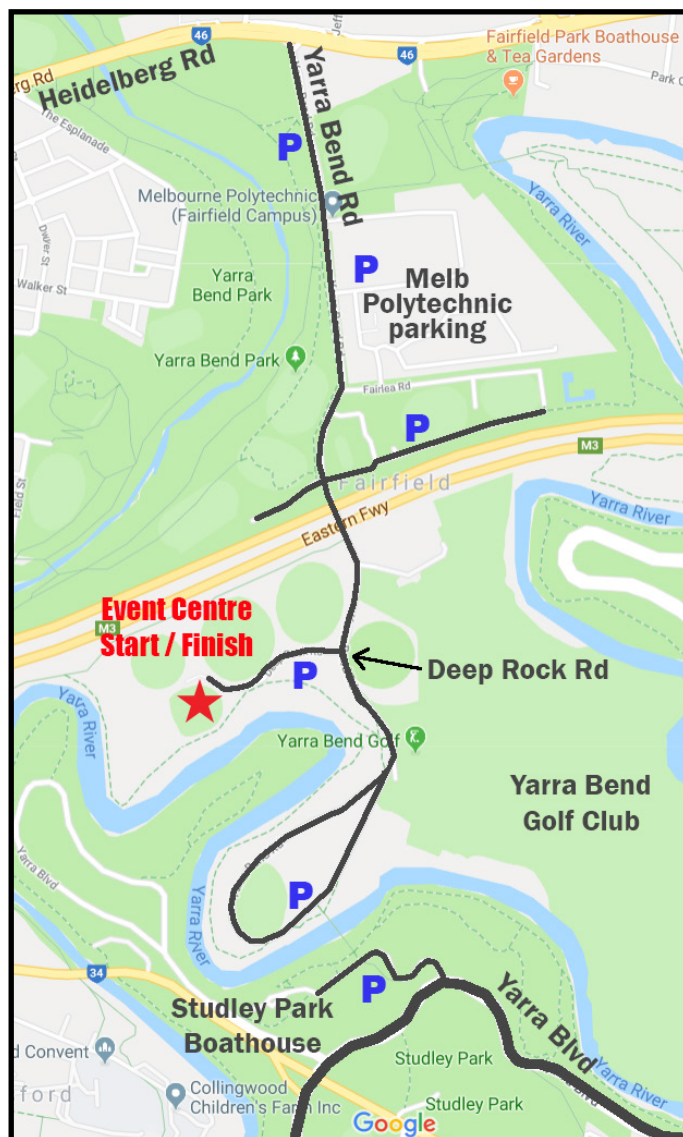 46
Heidelberg Rd
Yarra Bend Rd
46
Fairfield Park Boathouse
& Tea Gardens
The Esplanade
P
Melbourne Polytechnic
(Fairfield Campus)
Yarra River
Walker St
Yarra
Bend Park
P
Melb
Polytechnic
parking
Yarra Bend Park
Fairlea Rd
P
M3
Fairfield
Field St
Yarra River
Eastern Fwy
Event Centre
Start / Finish
M3
P
Deep Rock Rd
Yarra River
Yarra Bend Golf
Yarra Bend
Golf Club
Yarra Blvd
P
Yarra River
34
P
Studley Park
Boathouse
Yarra Blvd
d Convent
Studley Park
Yarra River
ford
Collingwood
Children's Farm Inc
Studley Park
Google